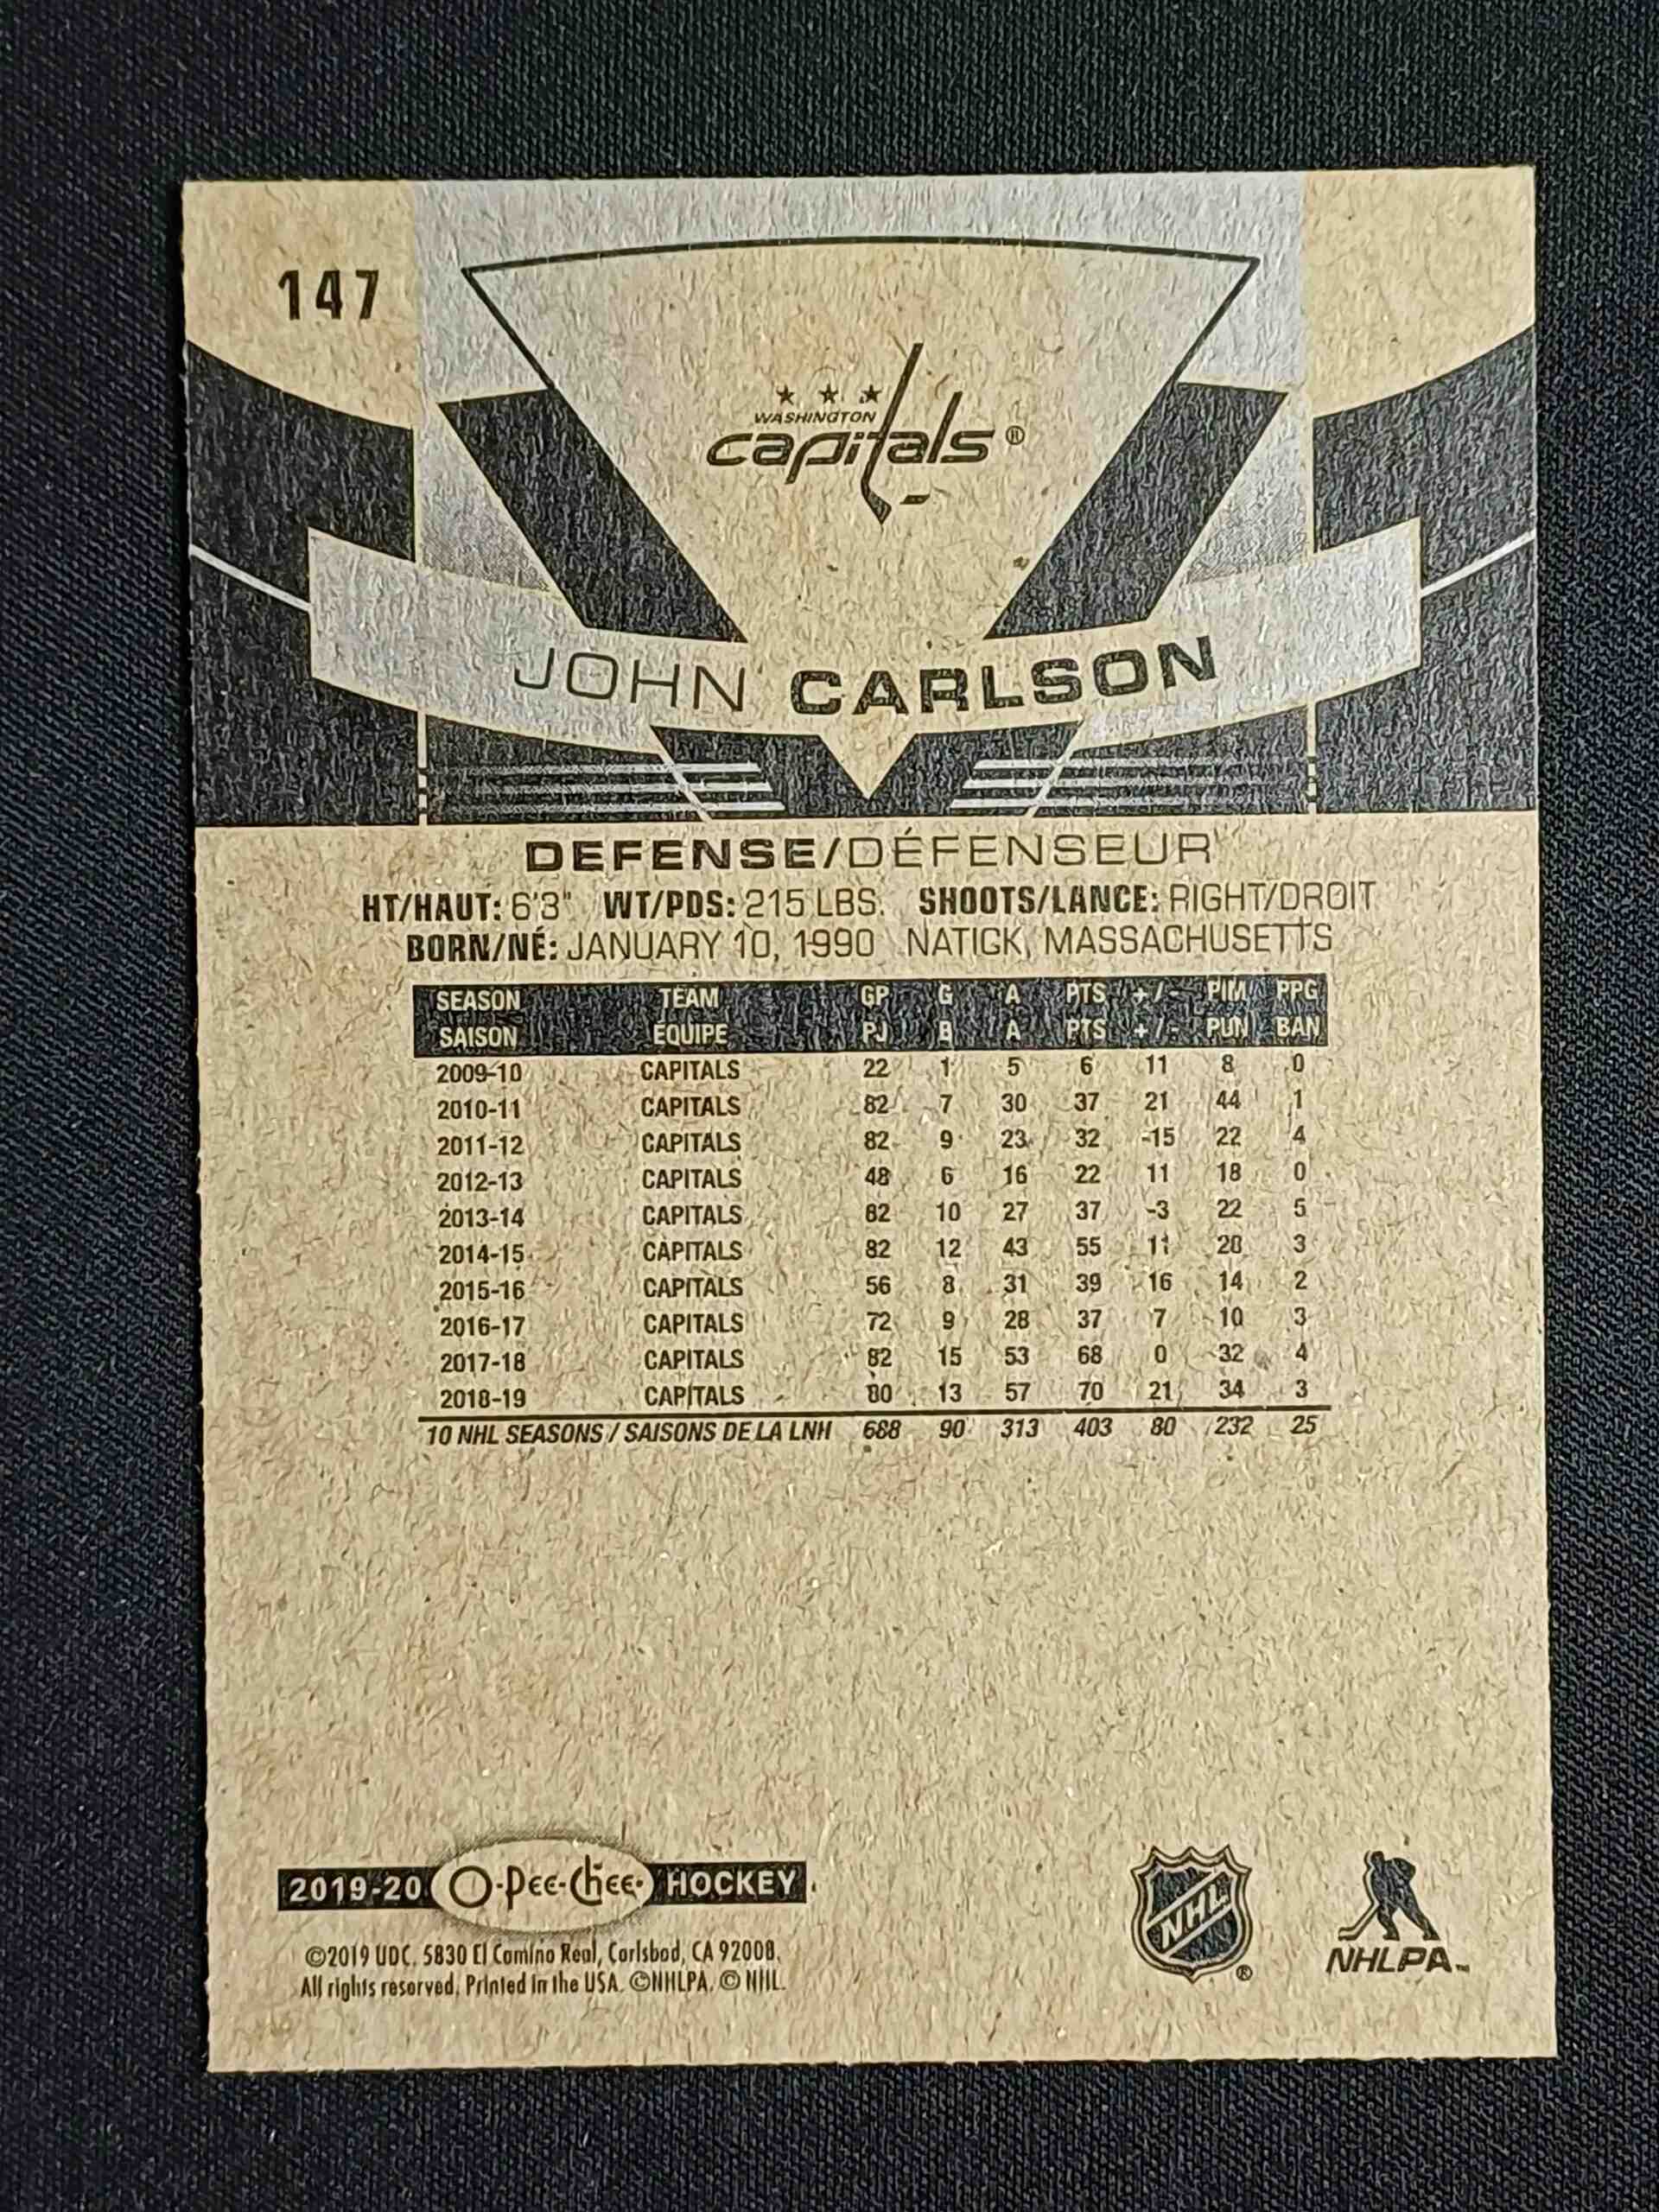 147
WASHINGTON
capitals®
JOHN CARLSON
DEFENSE/DÉFENSEUR
HT/HAUT: 6'3" WT/PDS: 215 LBS. SHOOTS/LANCE: RIGHT/DROIT
BORN/NÉ: JANUARY 10, 1990 NATICK, MASSACHUSETTS
SEASON TEAM GP G A PTS +/- PIM PPG
SAISON ÉQUIPE PJ B A PTS +/- PUN BAN
2009-10 CAPITALS 22 1 5 6 11 8 0
2010-11 CAPITALS 82 7 30 37 21 44 1
2011-12 CAPITALS 82 9 23 32 -15 22 4
2012-13 CAPITALS 48 6 16 22 11 18 0
2013-14 CAPITALS 82 10 27 37 -3 22 5
2014-15 CAPITALS 82 12 43 55 11 28 3
2015-16 CAPITALS 56 8 31 39 16 14 2
2016-17 CAPITALS 72 9 28 37 7 10 3
2017-18 CAPITALS 82 15 53 68 0 32 4
2018-19 CAPITALS 80 13 57 70 21 34 3
10 NHL SEASONS / SAISONS DE LA LNH 688 90 313 403 80 232 25
2019-20 O-Pee-Chee HOCKEY
©2019 UDC. 5830 El Camino Real, Carlsbad, CA 92008.
All rights reserved. Printed in the USA. ©NHLPA. © NHL.
NHL ®
NHLPA™